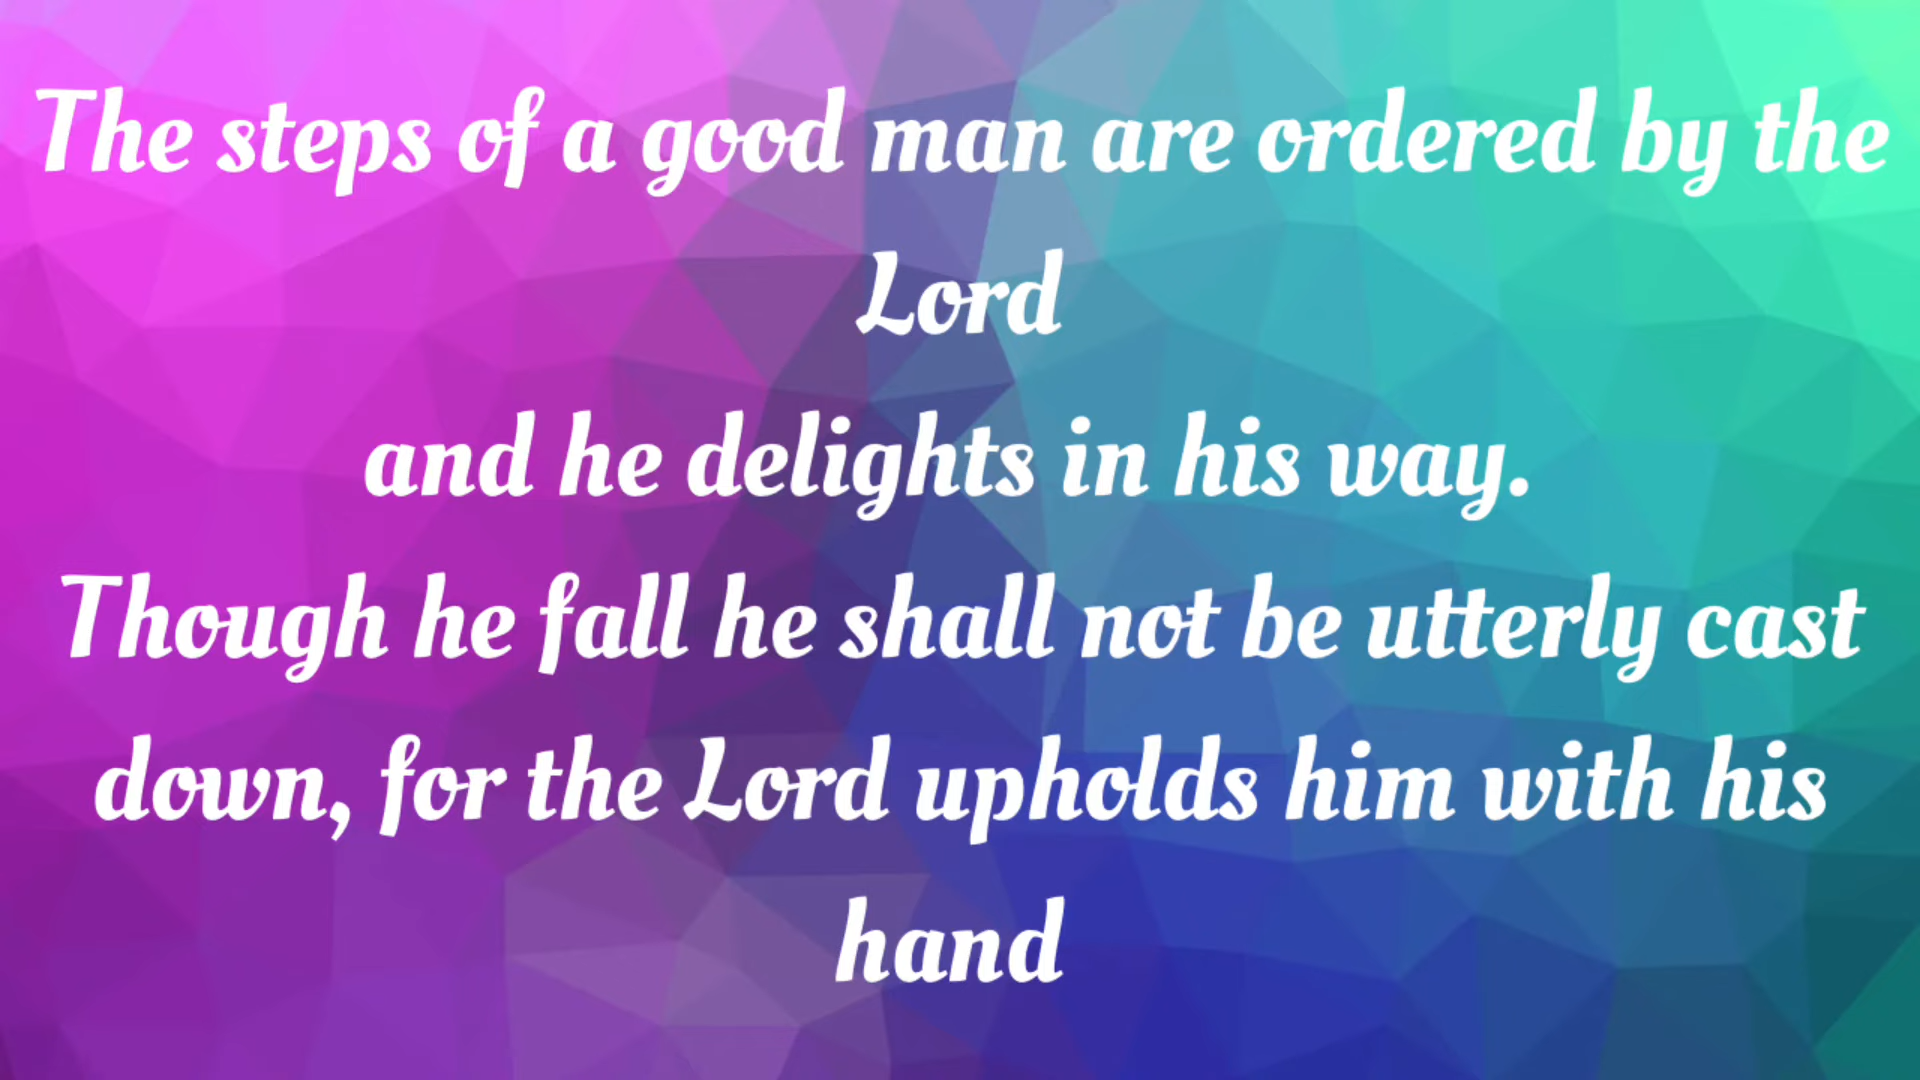 The steps of a good man are ordered by the
Lord
and he delights in his way.
Though he fall he shall not be utterly cast
down, for the Lord upholds him with his
hand